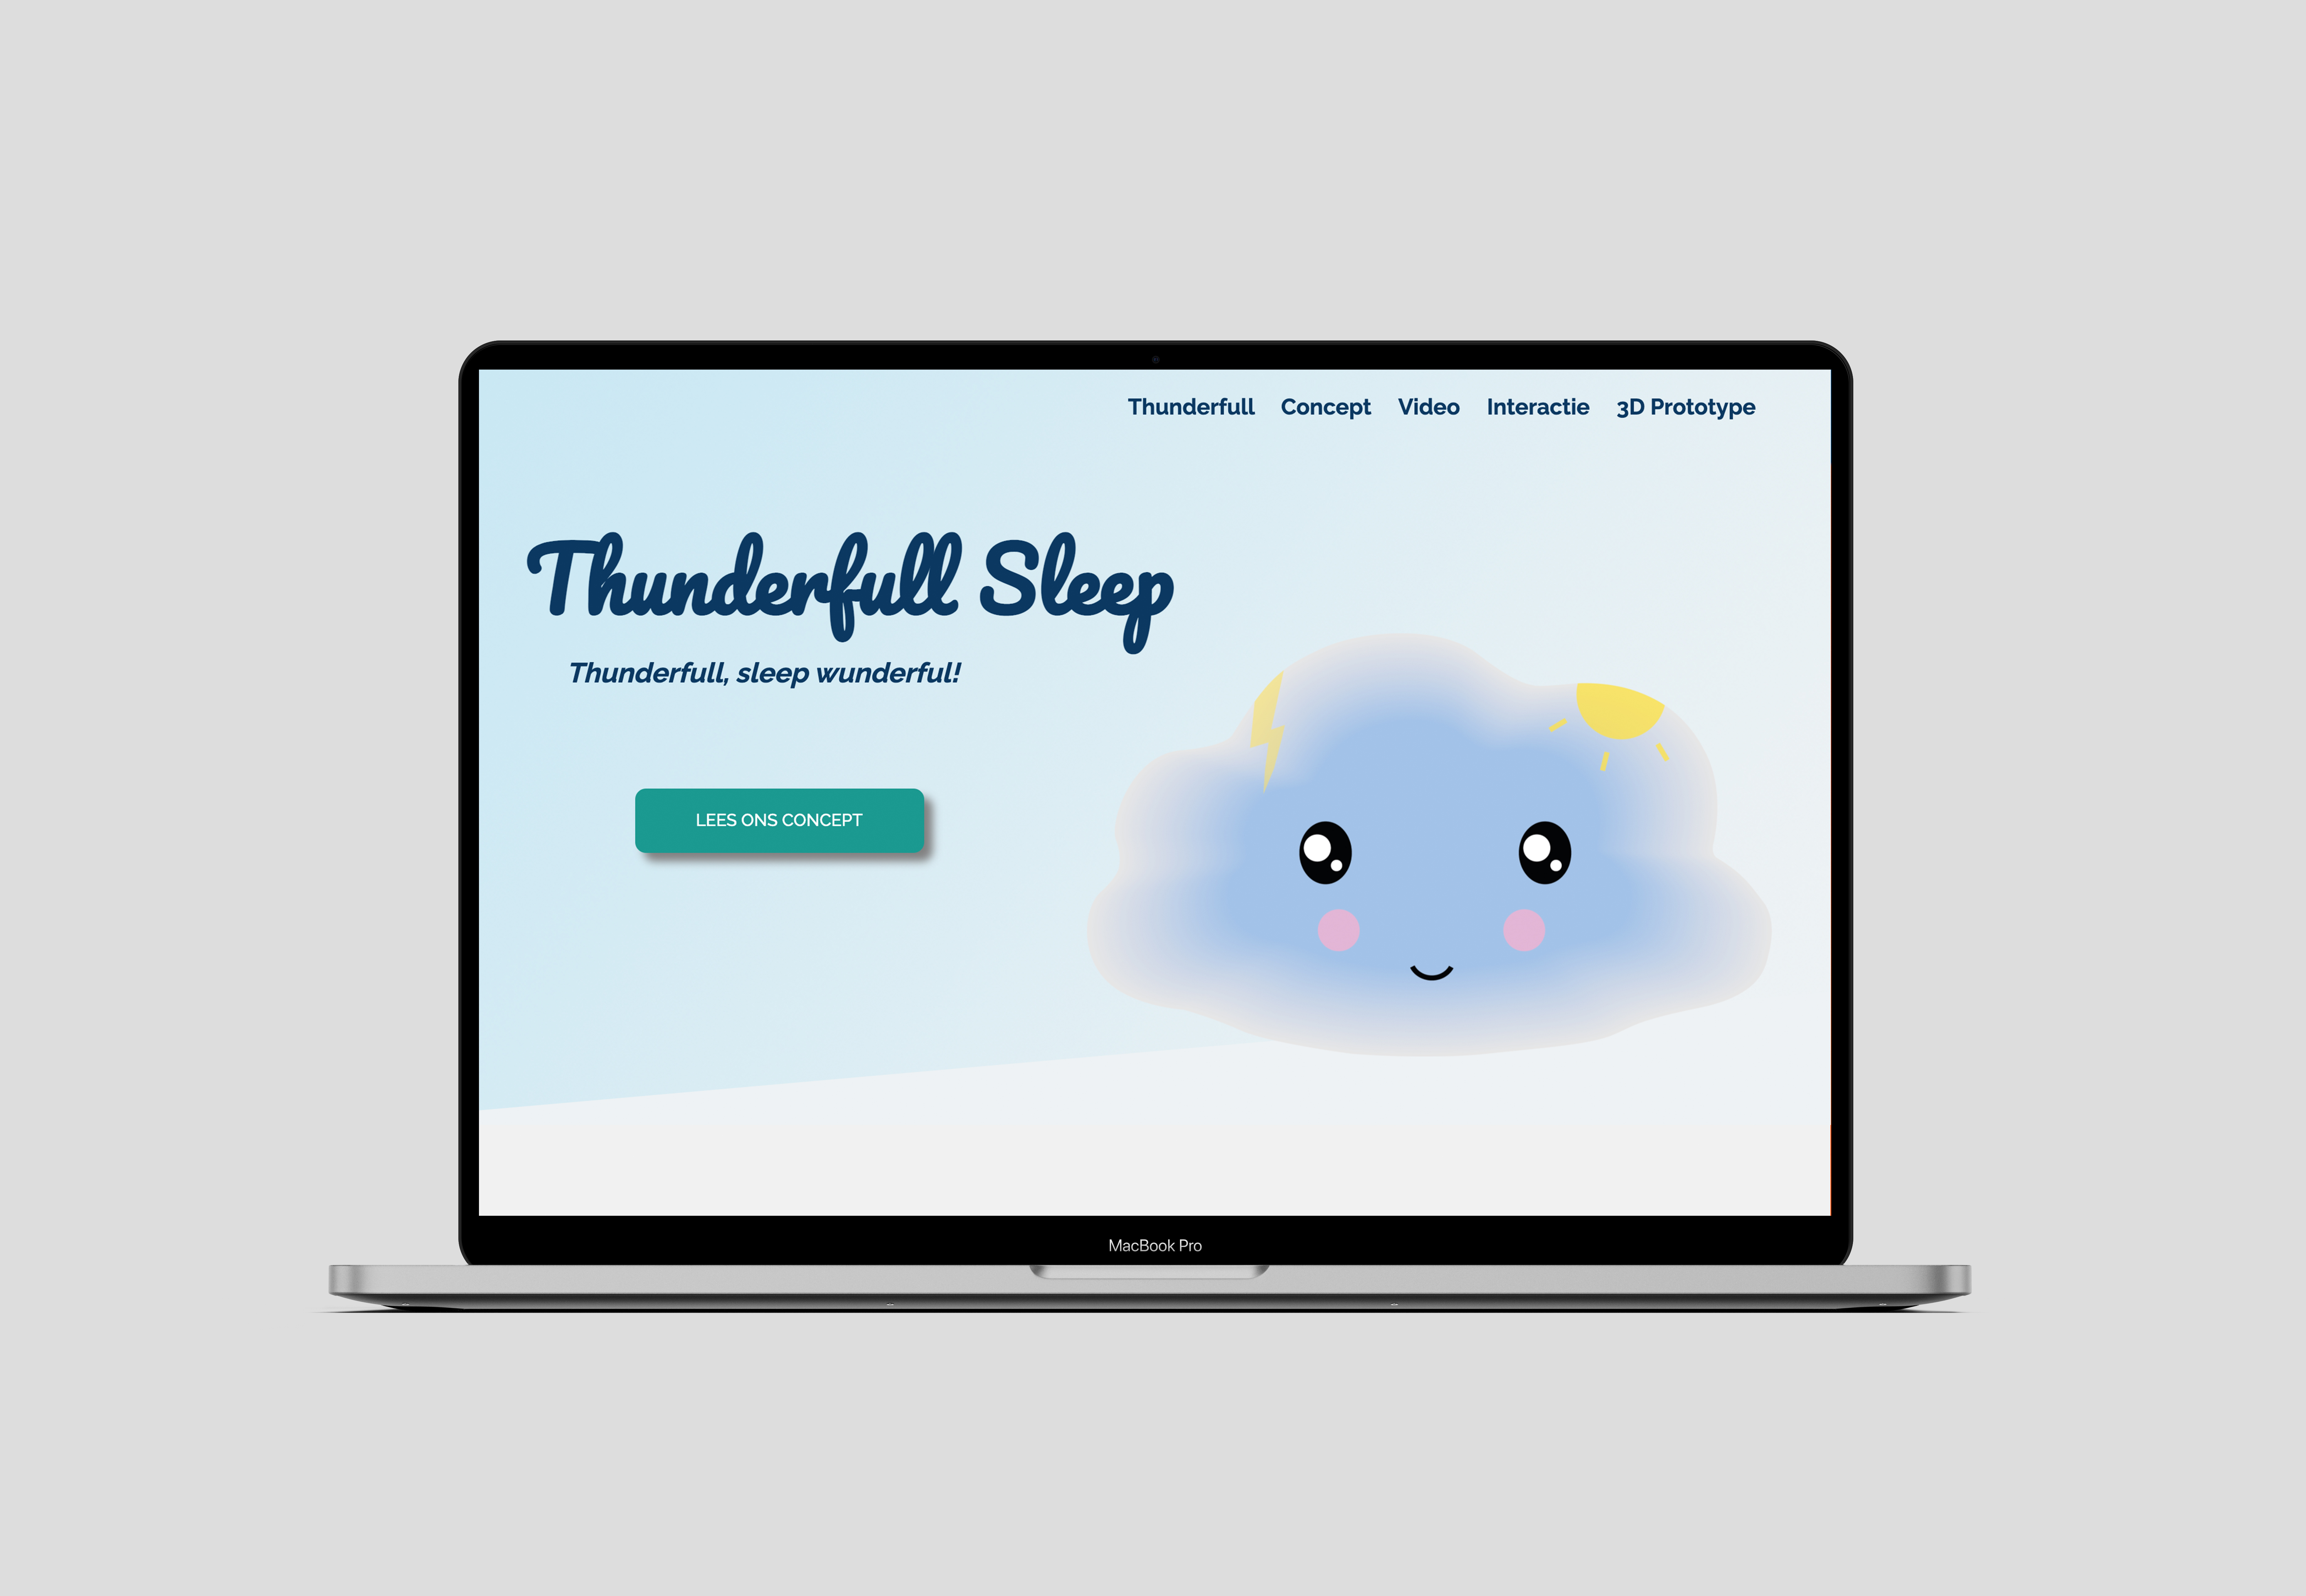 Thunderfull Concept Video Interactie 3D Prototype
Thunderfull Sleep
Thunderfull, sleep wunderful!
LEES ONS CONCEPT
MacBook Pro